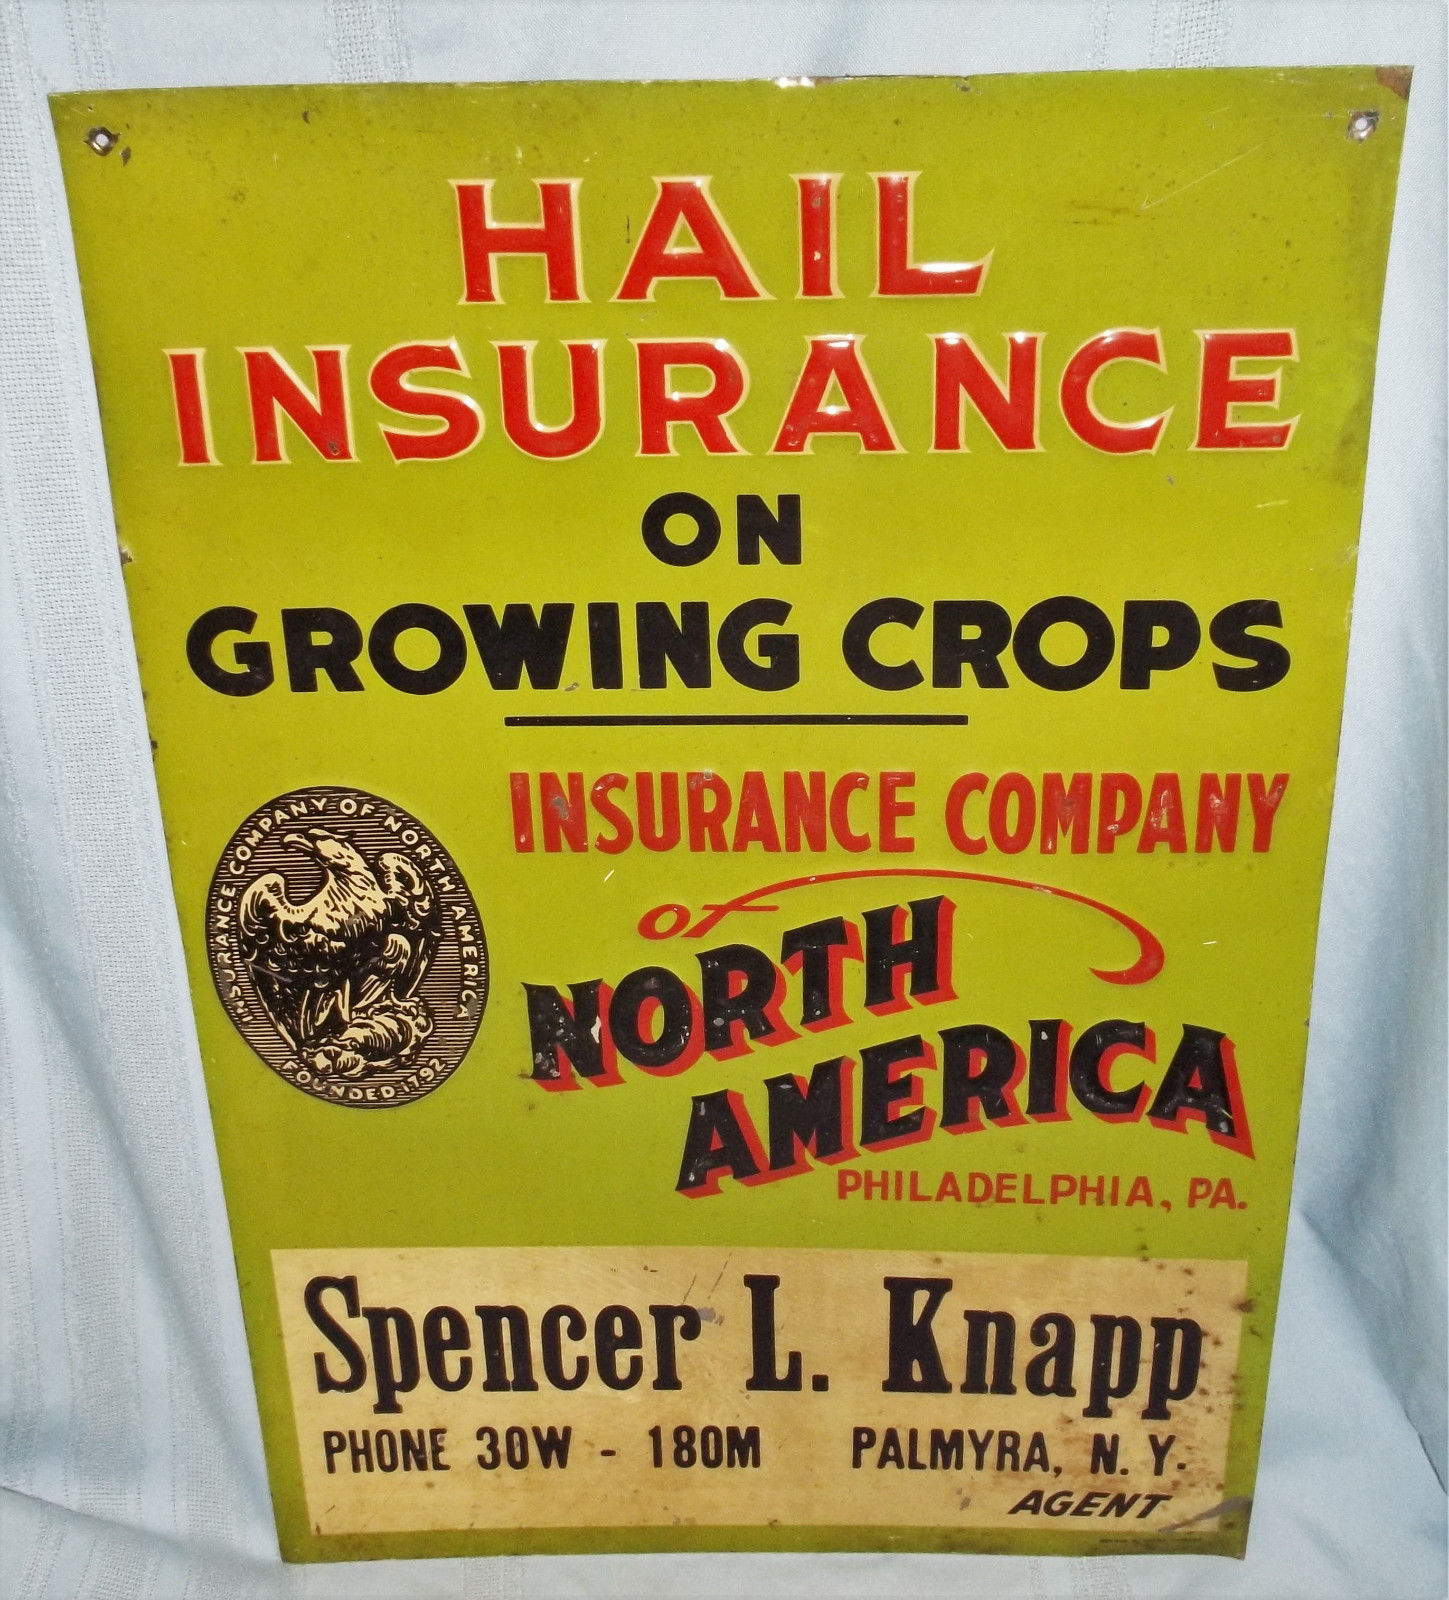 HAIL
INSURANCE
ON
GROWING CROPS
INSURANCE COMPANY
of
NORTH
AMERICA
PHILADELPHIA, PA.
INSURANCE COMPANY OF NORTH AMERICA
FOUNDED 1792
Spencer L. Knapp
PHONE 30W - 180M PALMYRA, N. Y.
AGENT